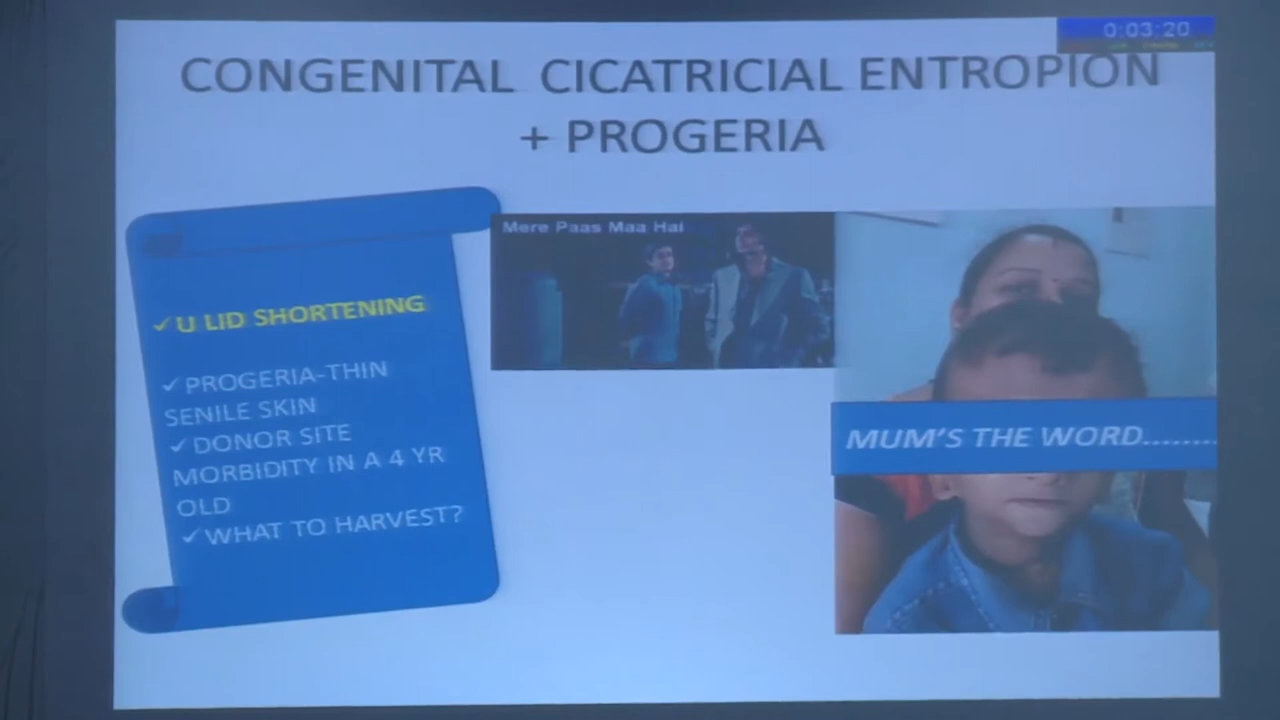 0:03:20
CONGENITAL CICATRICIAL ENTROPION
+ PROGERIA
✓U LID SHORTENING
✓PROGERIA-THIN
SENILE SKIN
✓DONOR SITE
MORBIDITY IN A 4 YR
OLD
✓WHAT TO HARVEST?
Mere Paas Maa Hai
MUM'S THE WORD........